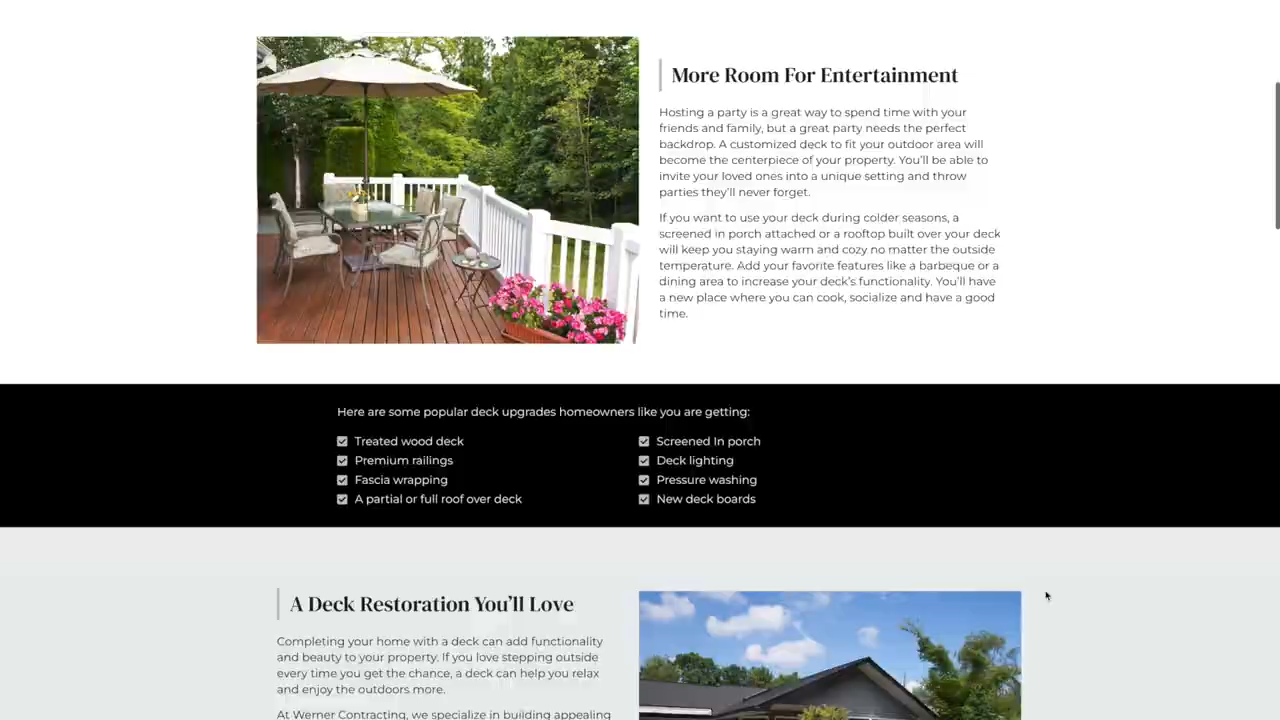 More Room For Entertainment
Hosting a party is a great way to spend time with your
friends and family, but a great party needs the perfect
backdrop. A customized deck to fit your outdoor area will
become the centerpiece of your property. You'll be able to
invite your loved ones into a unique setting and throw
parties they'll never forget.
If you want to use your deck during colder seasons, a
screened in porch attached or a rooftop built over your deck
will keep you staying warm and cozy no matter the outside
temperature. Add your favorite features like a barbeque or a
dining area to increase your deck's functionality. You'll have
a new place where you can cook, socialize and have a good
time.
Here are some popular deck upgrades homeowners like you are getting:
Treated wood deck
Premium railings
Fascia wrapping
A partial or full roof over deck
Screened In porch
Deck lighting
Pressure washing
New deck boards
A Deck Restoration You'll Love
Completing your home with a deck can add functionality
and beauty to your property. If you love stepping outside
every time you get the chance, a deck can help you relax
and enjoy the outdoors more.
At Werner Contracting, we specialize in building appealing